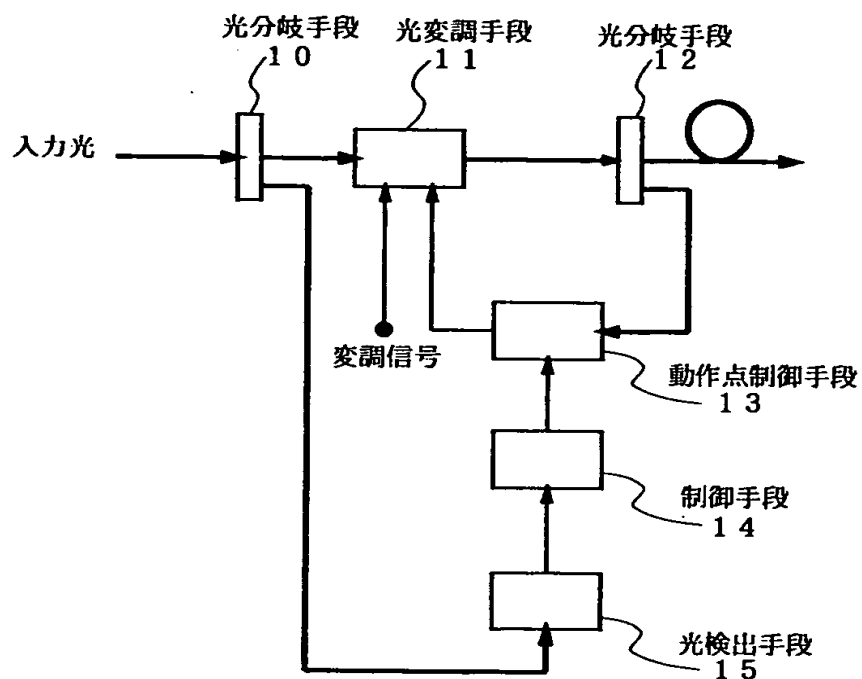 光分岐手段
１０
光変調手段
１１
光分岐手段
１２
入力光
変調信号
動作点制御手段
１３
制御手段
１４
光検出手段
１５